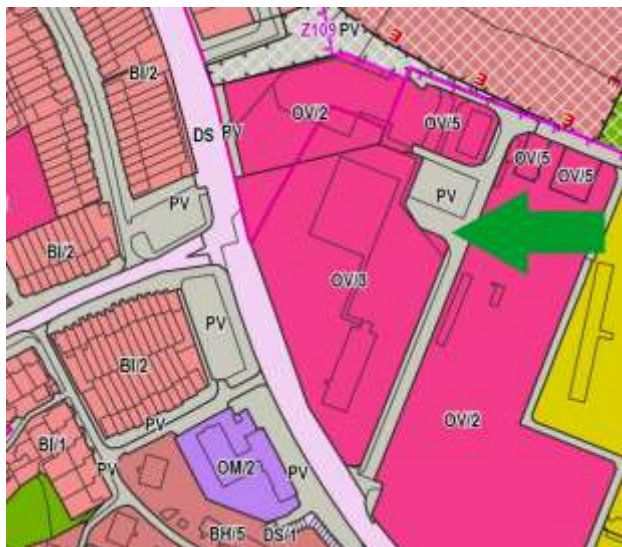 Z109 PV
BI/2
OV/2
DS
PV
OV/5
OV/5
OV/5
PV
PV
BI/2
OV/3
PV
BI/2
OV/2
PV
BI/1
PV
OM/2
PV
BH/5
DS/1